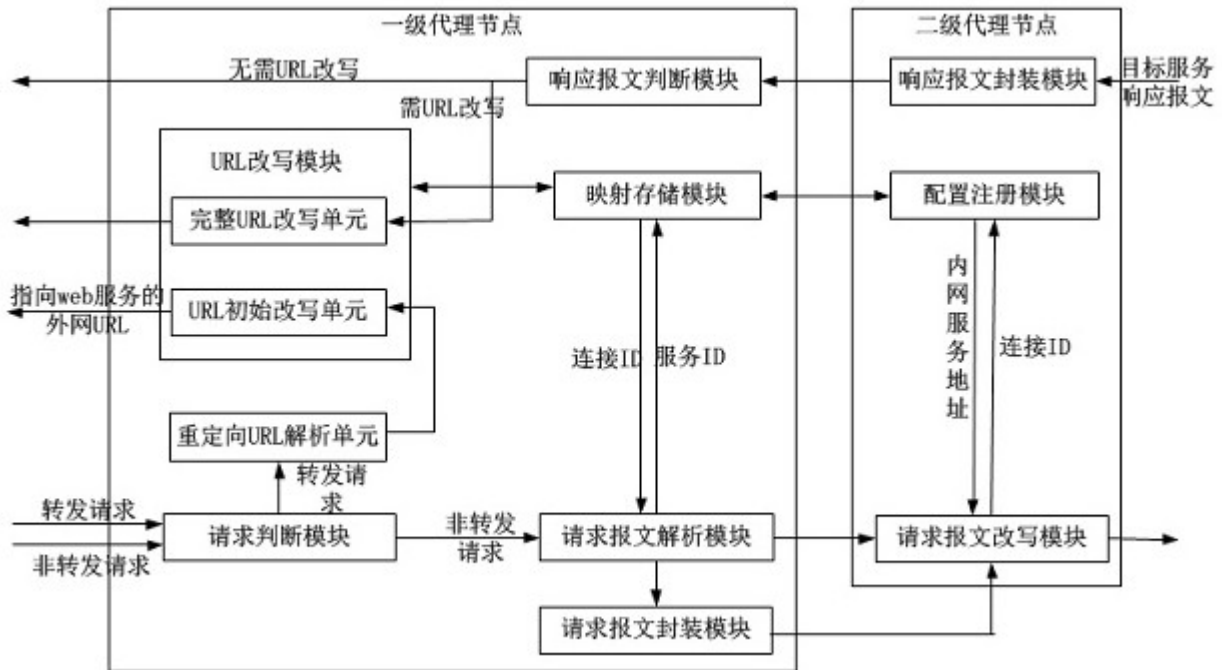 一级代理节点
二级代理节点
无需URL改写
响应报文判断模块
响应报文封装模块
目标服务
响应报文
需URL改写
URL改写模块
映射存储模块
配置注册模块
完整URL改写单元
指向web服务的
外网URL
URL初始改写单元
连接ID
服务ID
内
网
服
务
地
址
连接ID
重定向URL解析单元
转发请
求
转发请求
非转发请求
请求判断模块
非转发
请求
请求报文解析模块
请求报文改写模块
请求报文封装模块